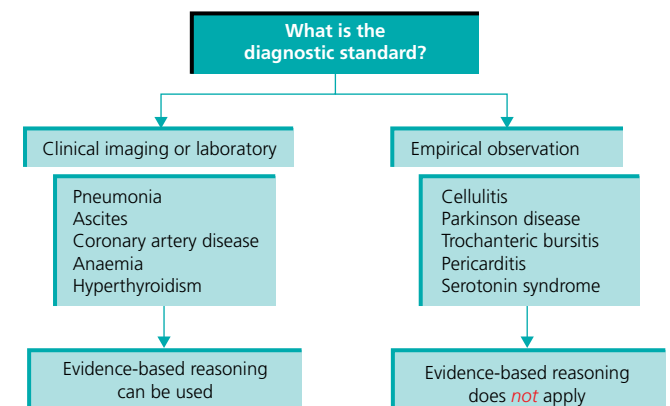 What is the
diagnostic standard?
Clinical imaging or laboratory
Pneumonia
Ascites
Coronary artery disease
Anaemia
Hyperthyroidism
Evidence-based reasoning
can be used
Empirical observation
Cellulitis
Parkinson disease
Trochanteric bursitis
Pericarditis
Serotonin syndrome
Evidence-based reasoning
does not apply